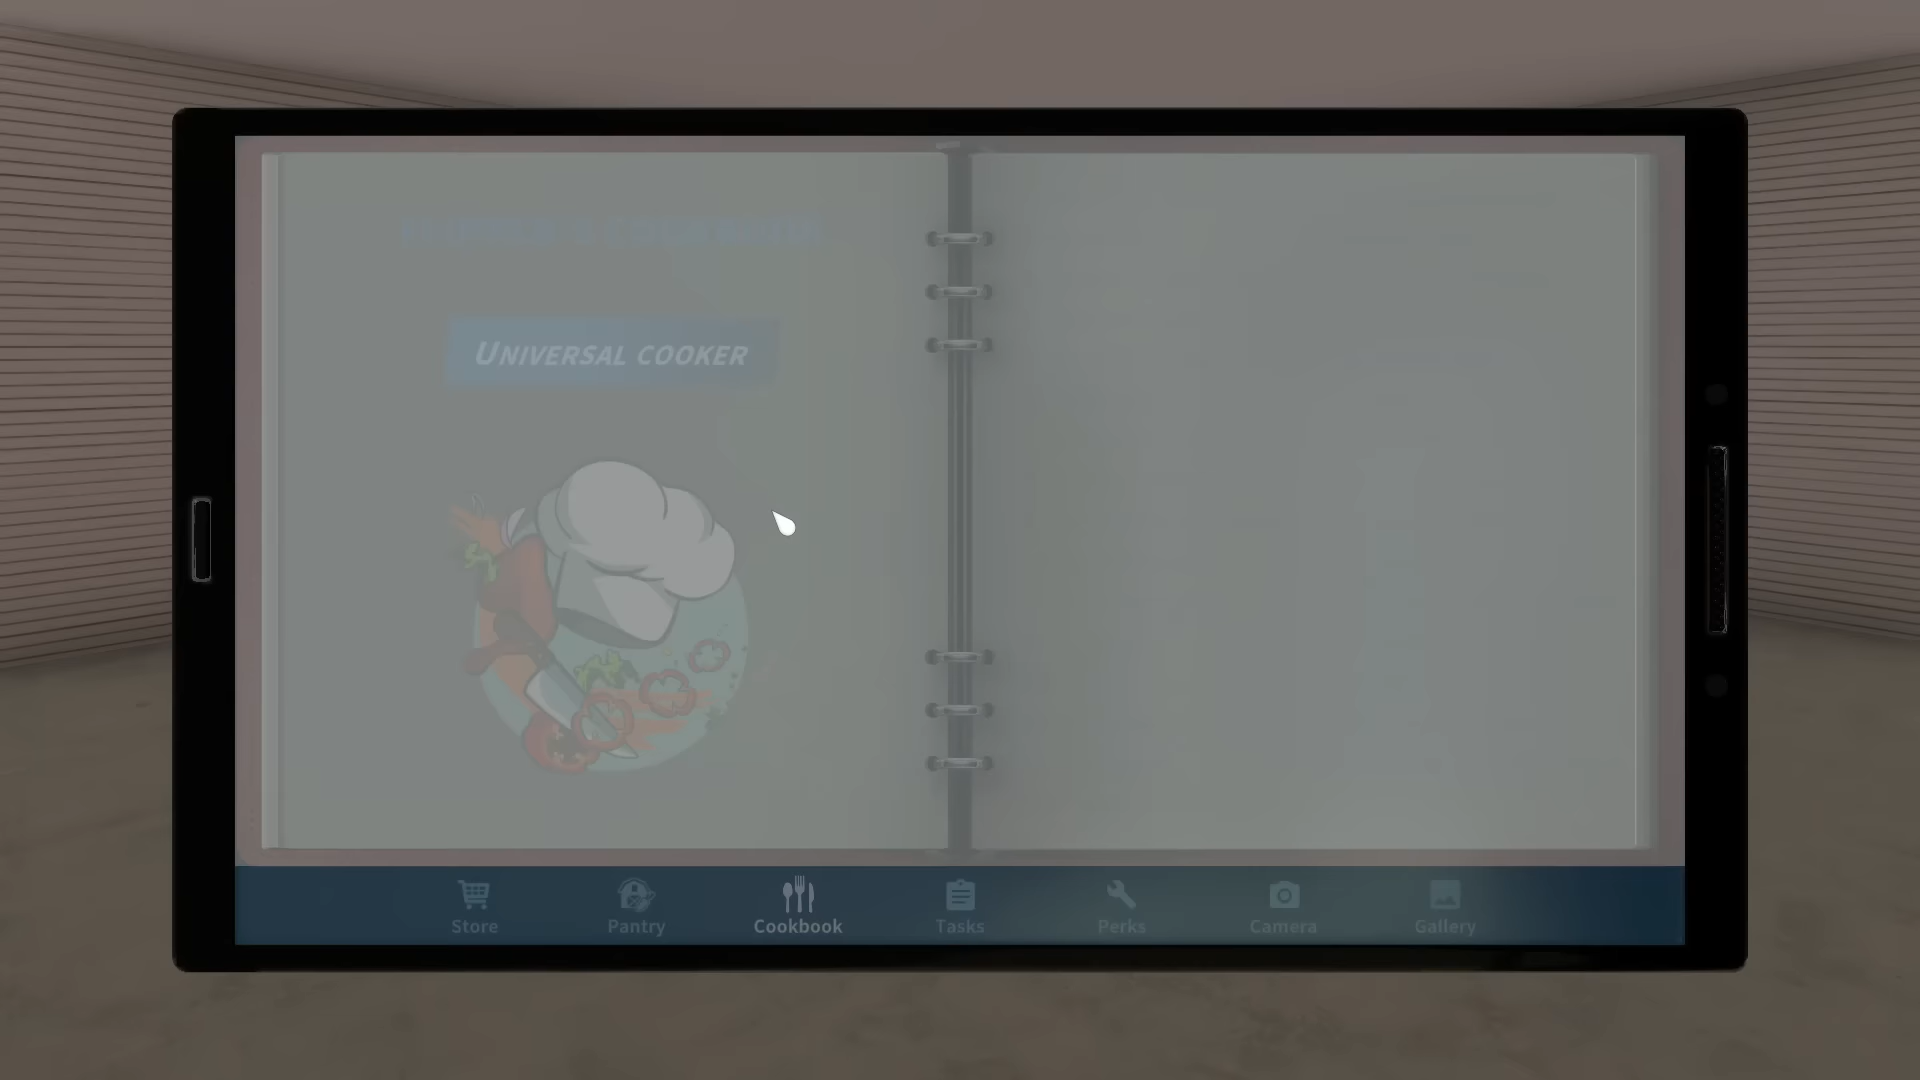 UNIVERSAL COOKER
Store
Pantry
Cookbook
Tasks
Perks
Camera
Gallery